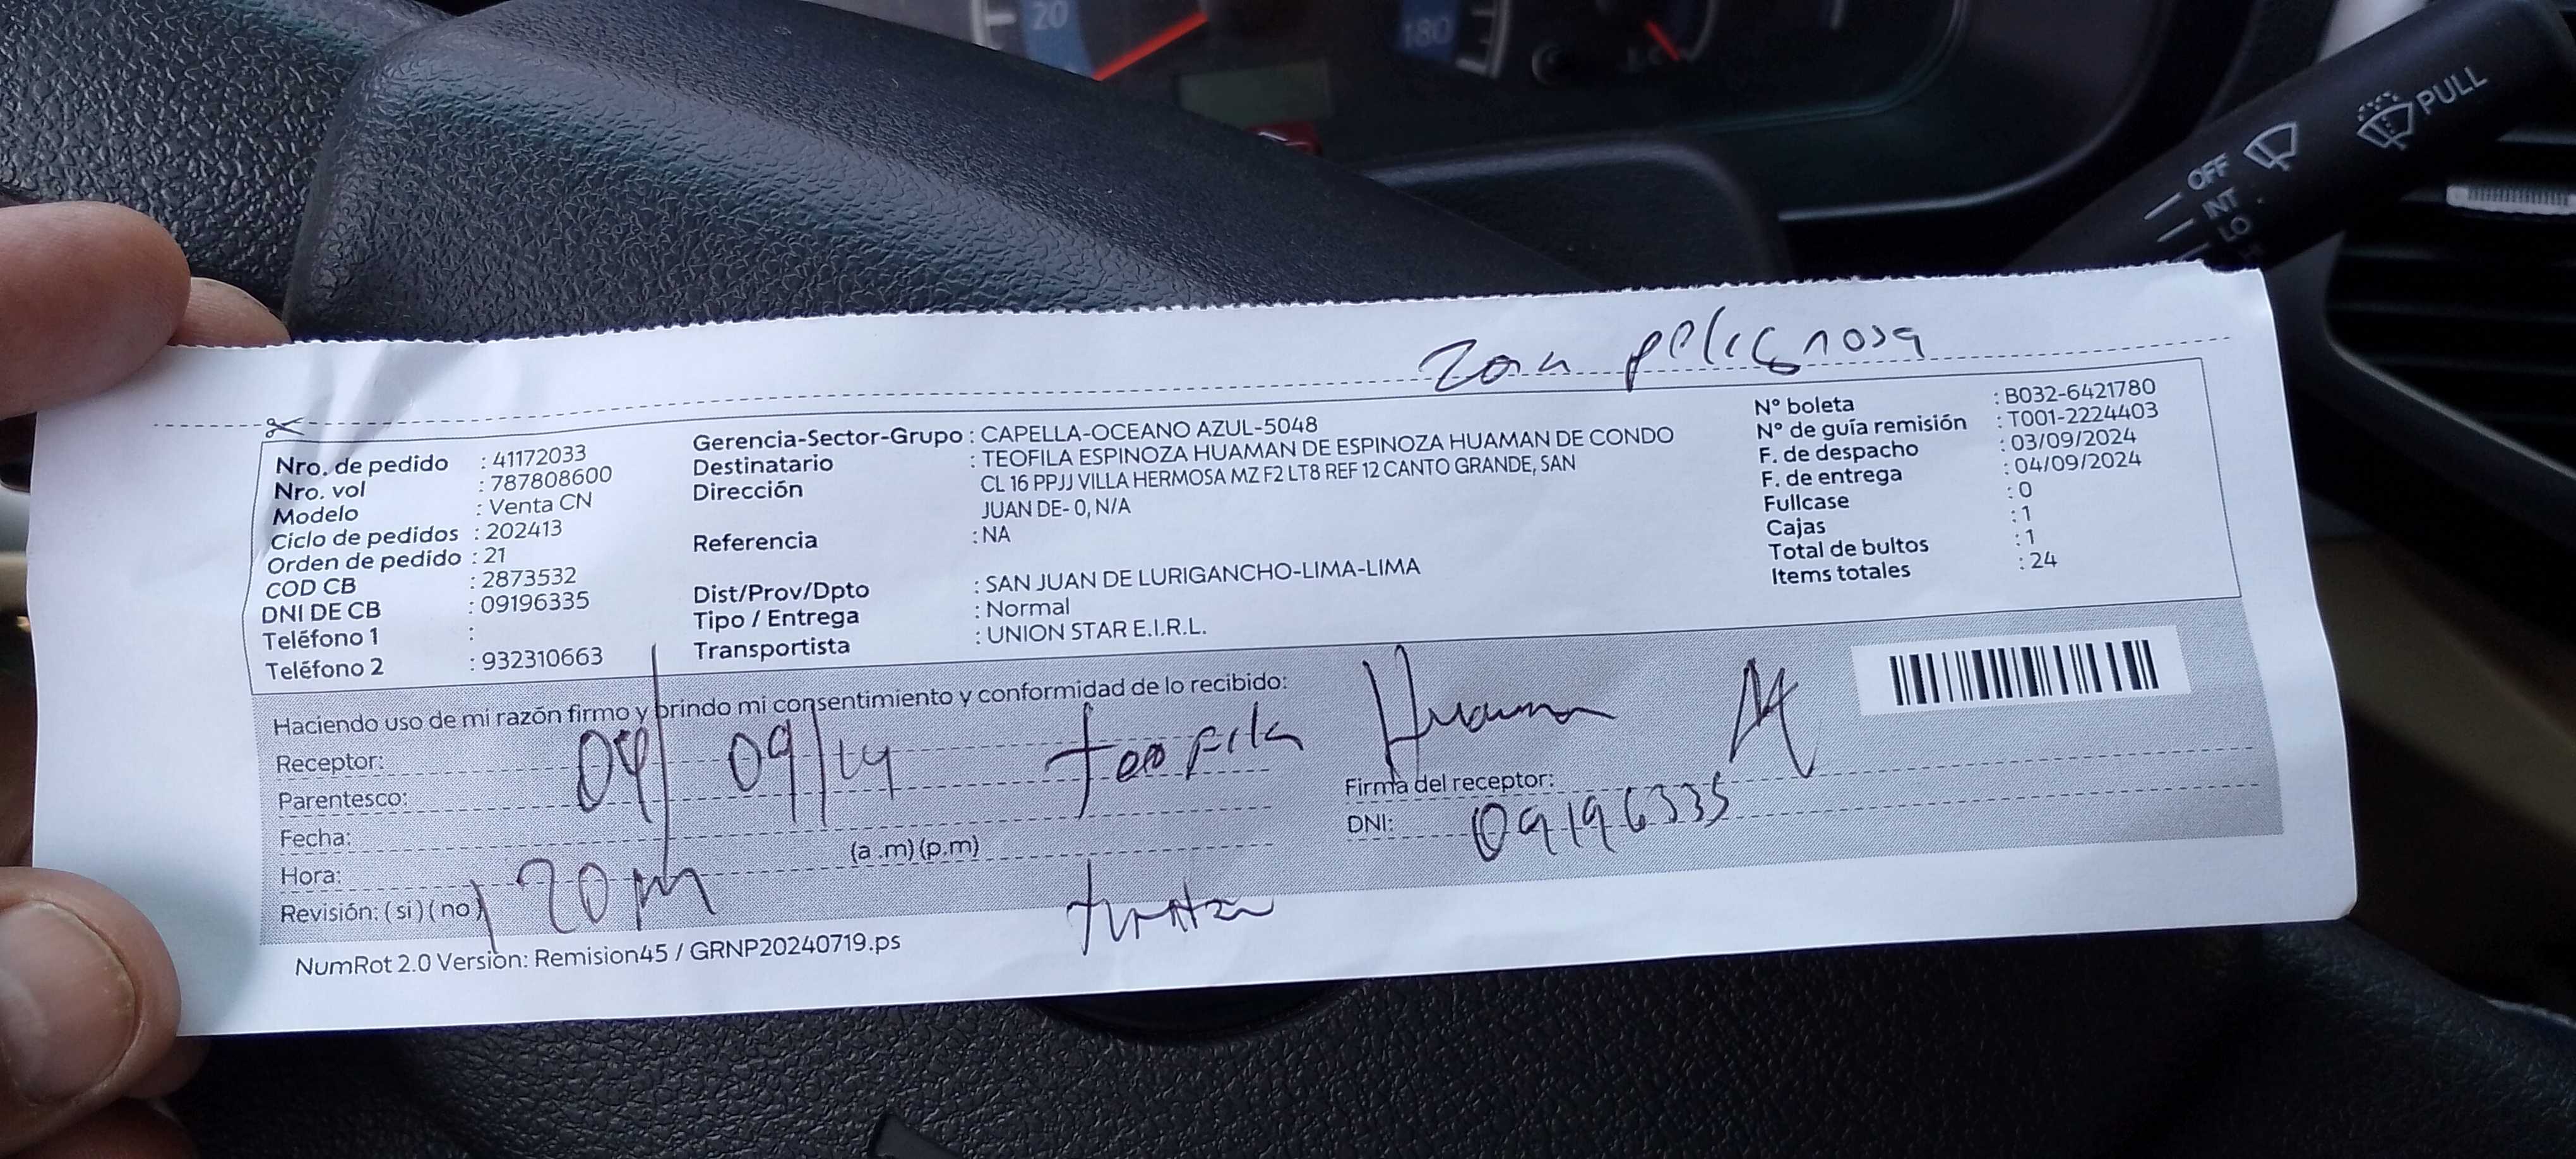 20
180
PULL
OFF
INT
LO
Zona peligrosa
Nro. de pedido : 41172033
Nro. vol : 787808600
Modelo : Venta CN
Ciclo de pedidos : 202413
Orden de pedido : 21
COD CB : 2873532
DNI DE CB : 09196335
Teléfono 1 :
Teléfono 2 : 932310663
Gerencia-Sector-Grupo : CAPELLA-OCEANO AZUL-5048
Destinatario : TEOFILA ESPINOZA HUAMAN DE ESPINOZA HUAMAN DE CONDO
Dirección CL 16 PPJJ VILLA HERMOSA MZ F2 LT8 REF 12 CANTO GRANDE, SAN
JUAN DE- 0, N/A
Referencia : NA
Dist/Prov/Dpto : SAN JUAN DE LURIGANCHO-LIMA-LIMA
Tipo / Entrega : Normal
Transportista : UNION STAR E.I.R.L.
N° boleta : B032-6421780
N° de guía remisión : T001-2224403
F. de despacho : 03/09/2024
F. de entrega : 04/09/2024
Fullcase : 0
Cajas : 1
Total de bultos : 1
Items totales : 24
Haciendo uso de mi razón firmo y brindo mi consentimiento y conformidad de lo recibido:
Receptor:
Parentesco:
04/09/24 Teofila Huaman
Fecha:
Hora: (a .m) (p.m)
Revisión: ( si ) ( no )
Firma del receptor:
DNI: 09196335
NumRot 2.0 Version: Remision45 / GRNP20240719.ps